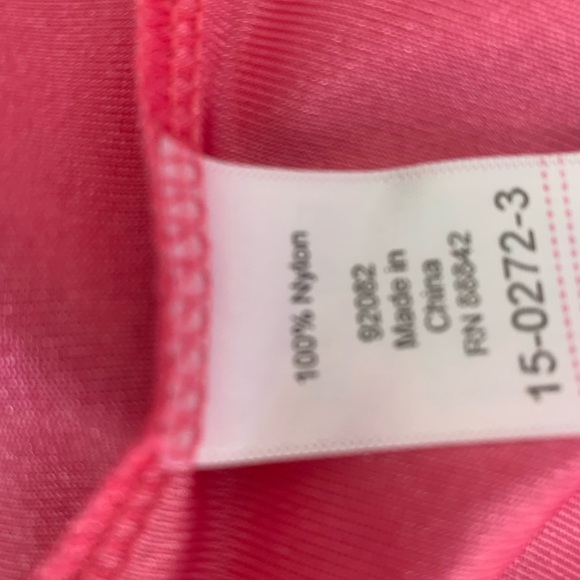 100% Nylon
92082
Made in
China
RN 88842
15-0272-3